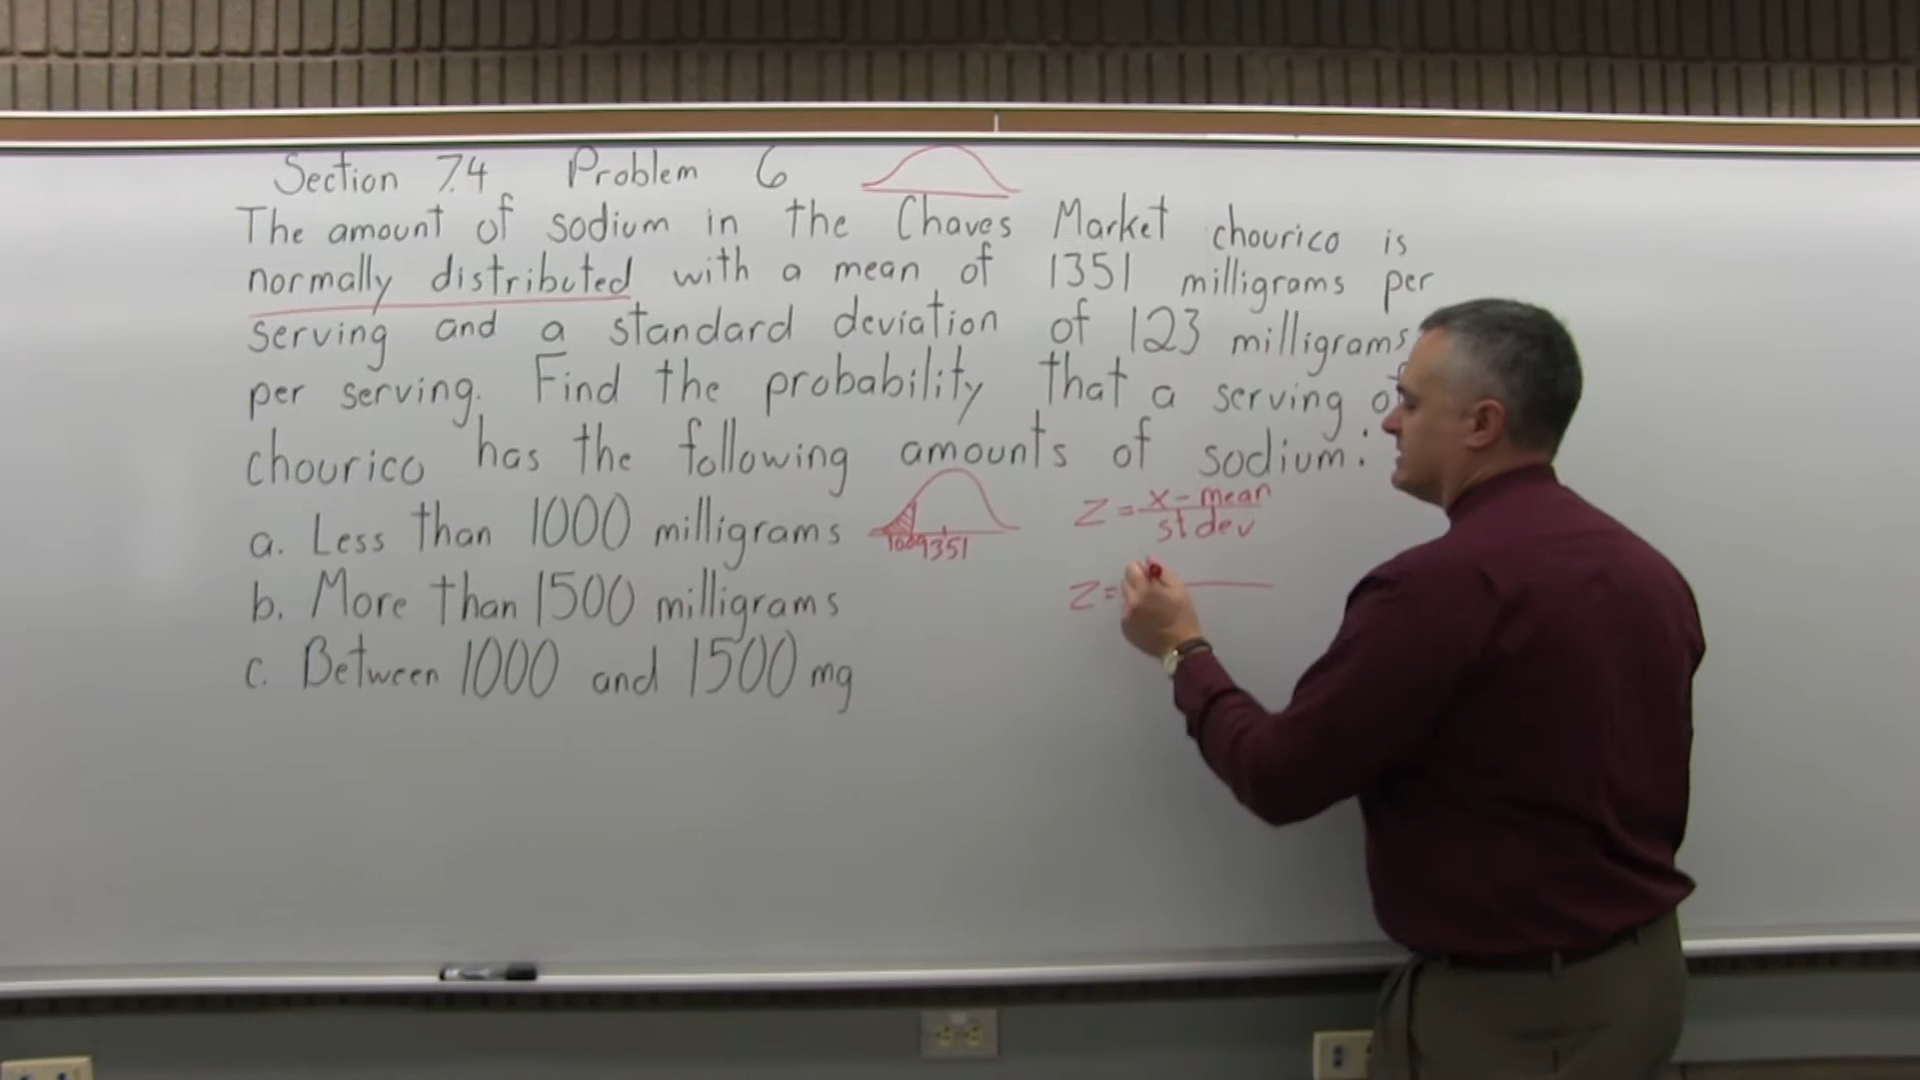 Section 7.4 Problem 6
The amount of sodium in the Chaves Market chourico is
normally distributed with a mean of 1351 milligrams per
serving and a standard deviation of 123 milligrams
per serving. Find the probability that a serving of
chourico has the following amounts of sodium:
a. Less than 1000 milligrams
1000 1351
z = x - mean
st dev
b. More than 1500 milligrams
z =
c. Between 1000 and 1500 mg